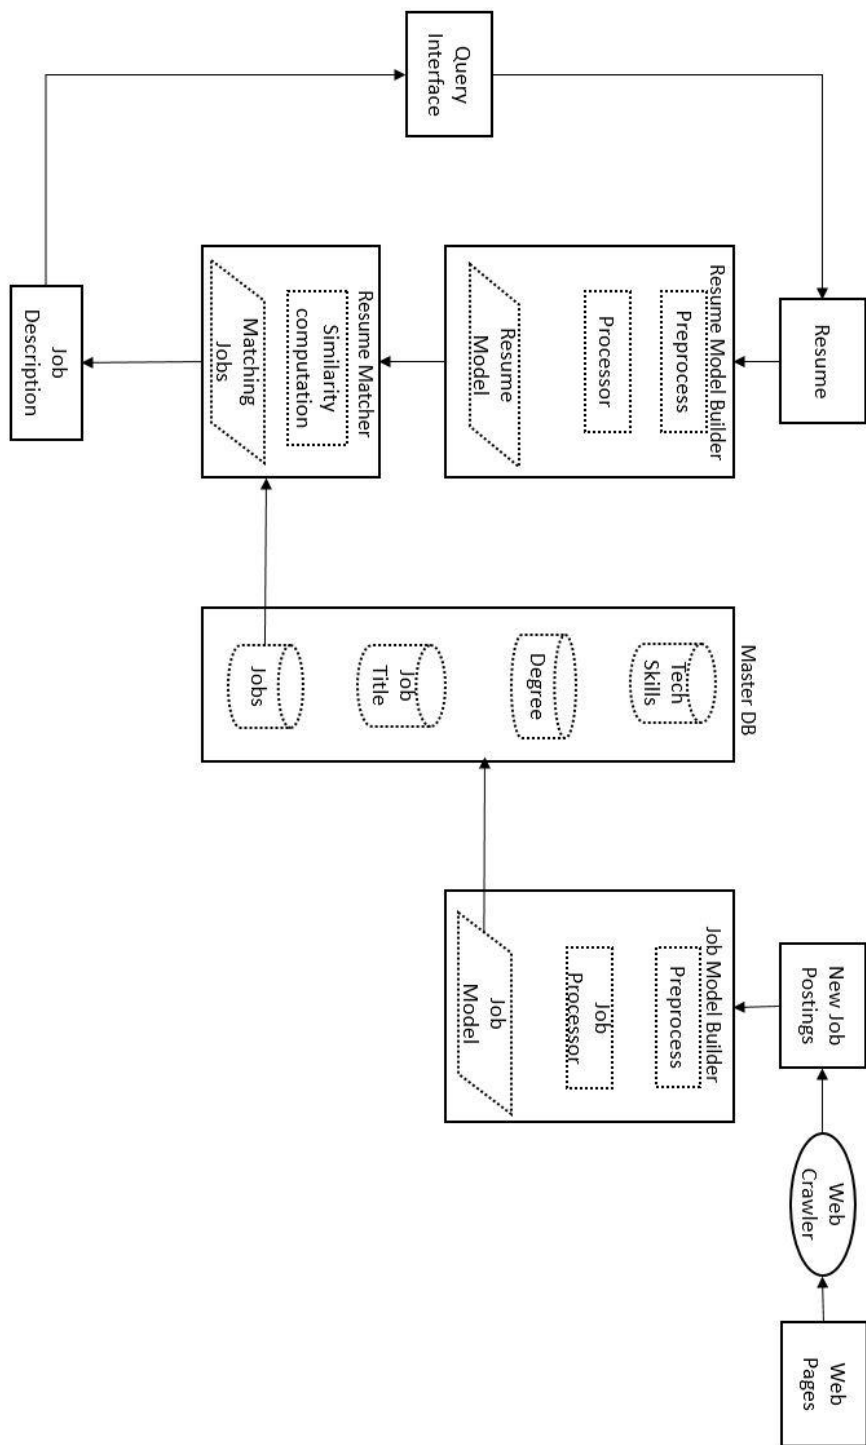 Query
Interface
Resume
Resume Model Builder
Preprocess
Processor
Resume
Model
Resume Matcher
Similarity
computation
Matching
Jobs
Job
Description
Master DB
Tech
Skills
Degree
Job
Title
Jobs
New Job
Postings
Job Model Builder
Preprocess
Job
Processor
Job
Model
Web
Crawler
Web
Pages